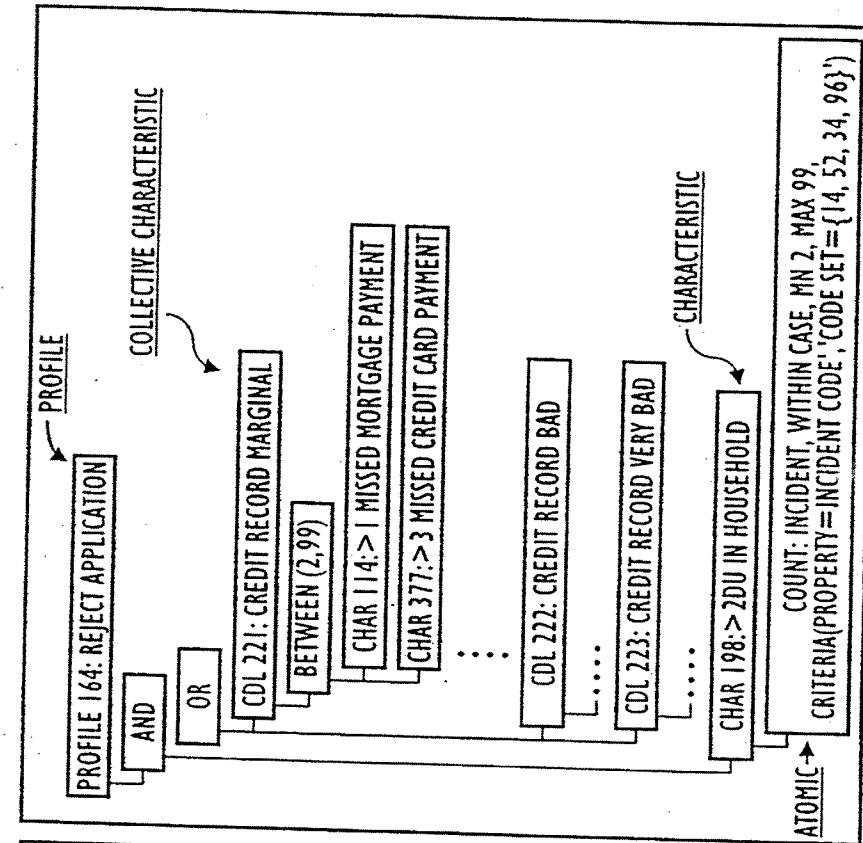 PROFILE
PROFILE 164: REJECT APPLICATION
AND
OR
COLLECTIVE CHARACTERISTIC
CDL 221: CREDIT RECORD MARGINAL
BETWEEN (2,99)
CHAR 114:> 1 MISSED MORTGAGE PAYMENT
CHAR 377:> 3 MISSED CREDIT CARD PAYMENT
....
CDL 222: CREDIT RECORD BAD
....
CDL 223: CREDIT RECORD VERY BAD
....
CHARACTERISTIC
CHAR 198:> 2DU IN HOUSEHOLD
ATOMIC
COUNT: INCIDENT, WITHIN CASE, MN 2, MAX 99,
CRITERIA(PROPERTY=INCIDENT CODE','CODE SET={14, 52, 34, 96}')